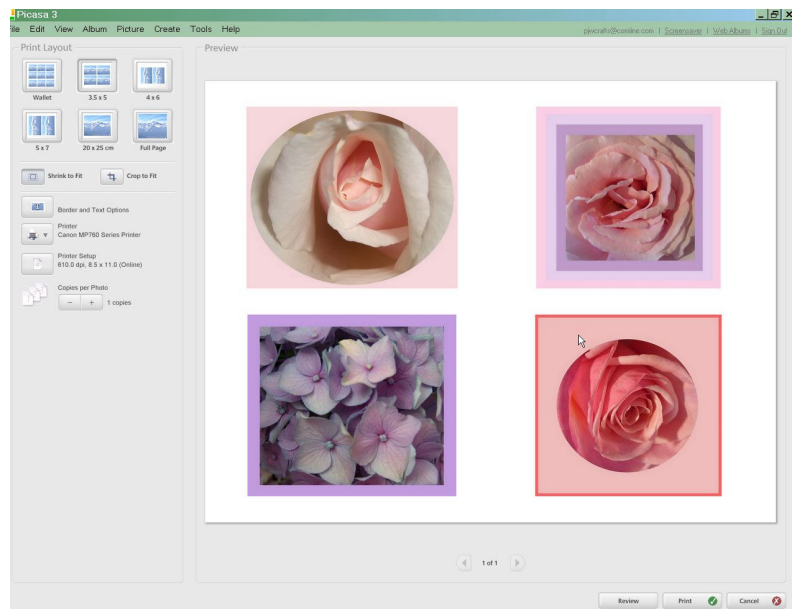 Picasa 3
File Edit View Album Picture Create Tools Help
pjwcrafts@comline.com | Screensaver | Web Albums | Sign Out
Print Layout
Wallet 3.5 x 5 4 x 6
5 x 7 20 x 25 cm Full Page
Shrink to Fit Crop to Fit
Border and Text Options
Printer
Canon MP760 Series Printer
Printer Setup
610.0 dpi, 8.5 x 11.0 (Online)
Copies per Photo
1 copies
Preview
1 of 1
Review Print Cancel